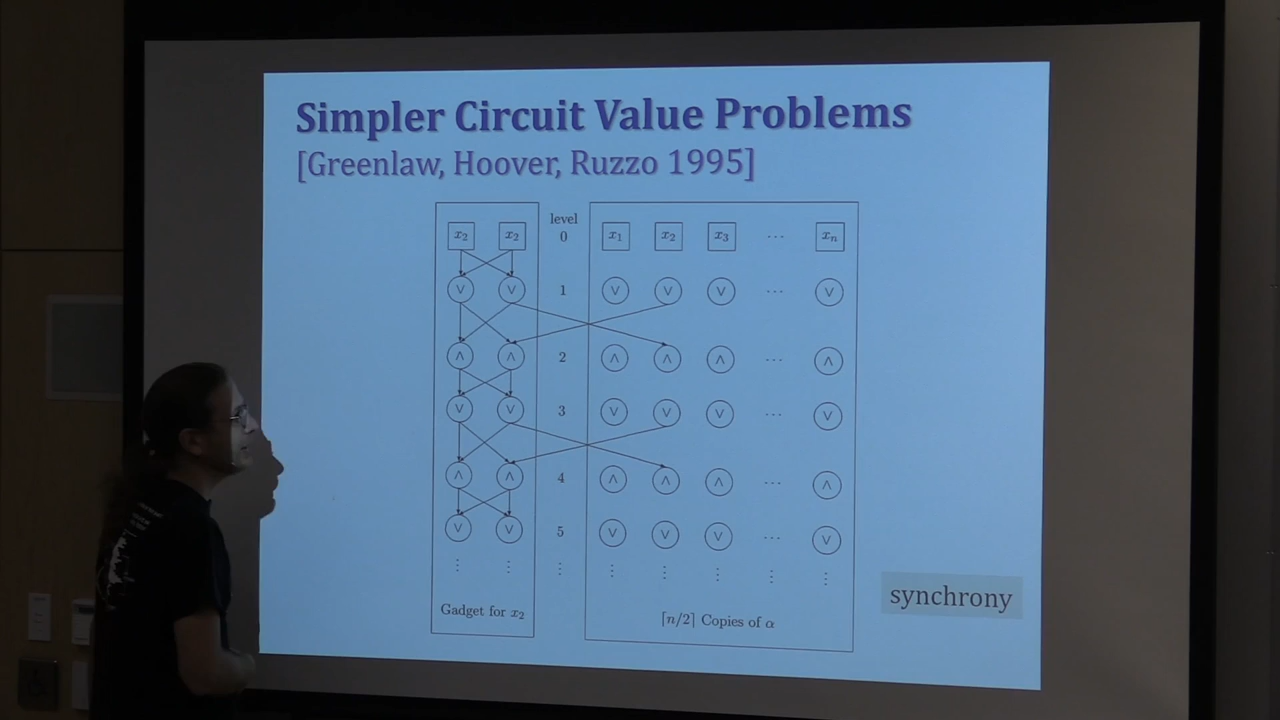 Simpler Circuit Value Problems
[Greenlaw, Hoover, Ruzzo 1995]
x₂ x₂ level 0 x₁ x₂ x₃ ··· xₙ
∨ ∨ 1 ∨ ∨ ∨ ··· ∨
∧ ∧ 2 ∧ ∧ ∧ ··· ∧
∨ ∨ 3 ∨ ∨ ∨ ··· ∨
∧ ∧ 4 ∧ ∧ ∧ ··· ∧
∨ ∨ 5 ∨ ∨ ∨ ··· ∨
⋮ ⋮ ⋮ ⋮ ⋮ ⋮ ⋮ ⋮
Gadget for x₂
⌈n/2⌉ Copies of α
synchrony